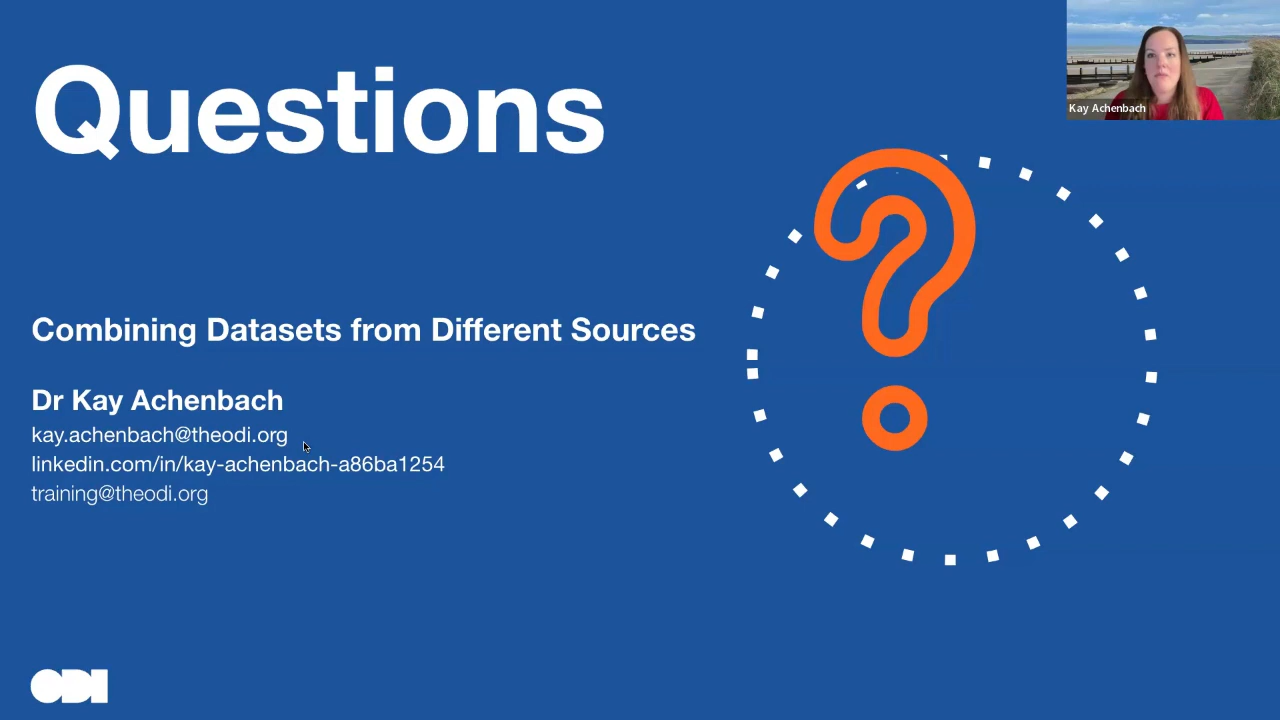 Questions
Kay Achenbach
Combining Datasets from Different Sources
Dr Kay Achenbach
kay.achenbach@theodi.org
linkedin.com/in/kay-achenbach-a86ba1254
training@theodi.org
ODI